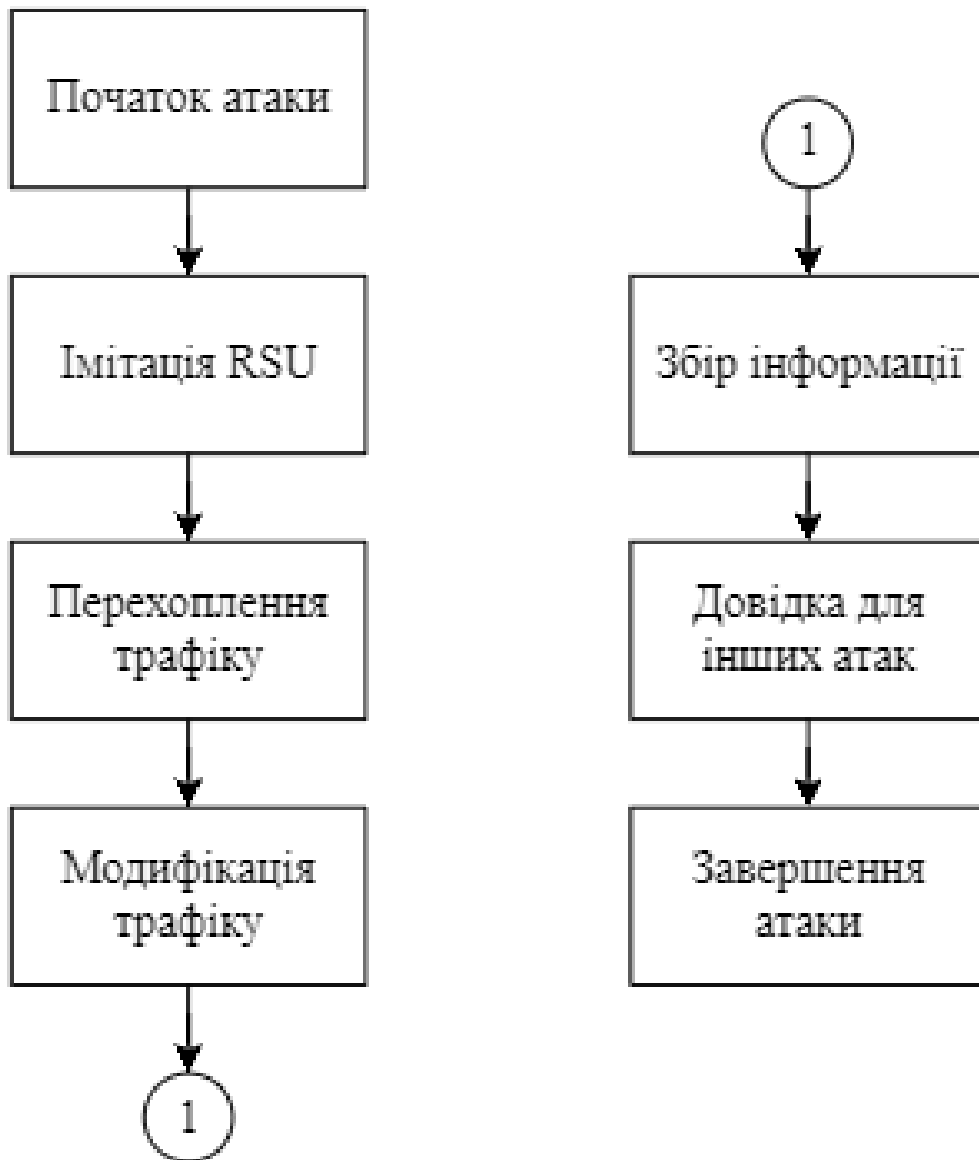 Початок атаки
Імітація RSU
Перехоплення
трафіку
Модифікація
трафіку
1
1
Збір інформації
Довідка для
інших атак
Завершення
атаки